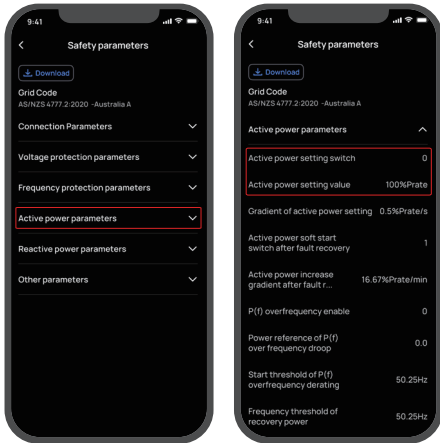 9:41
Safety parameters
Download
Grid Code
AS/NZS 4777.2:2020 -Australia A
Connection Parameters
Voltage protection parameters
Frequency protection parameters
Active power parameters
Reactive power parameters
Other parameters
9:41
Safety parameters
Download
Grid Code
AS/NZS 4777.2:2020 -Australia A
Active power parameters
Active power setting switch 0
Active power setting value 100%Prate
Gradient of active power setting 0.5%Prate/s
Active power soft start
switch after fault recovery 1
Active power increase
gradient after fault r... 16.67%Prate/min
P(f) overfrequency enable 0
Power reference of P(f)
over frequency droop 0.0
Start threshold of P(f)
overfrequency derating 50.25Hz
Frequency threshold of
recovery power 50.25Hz